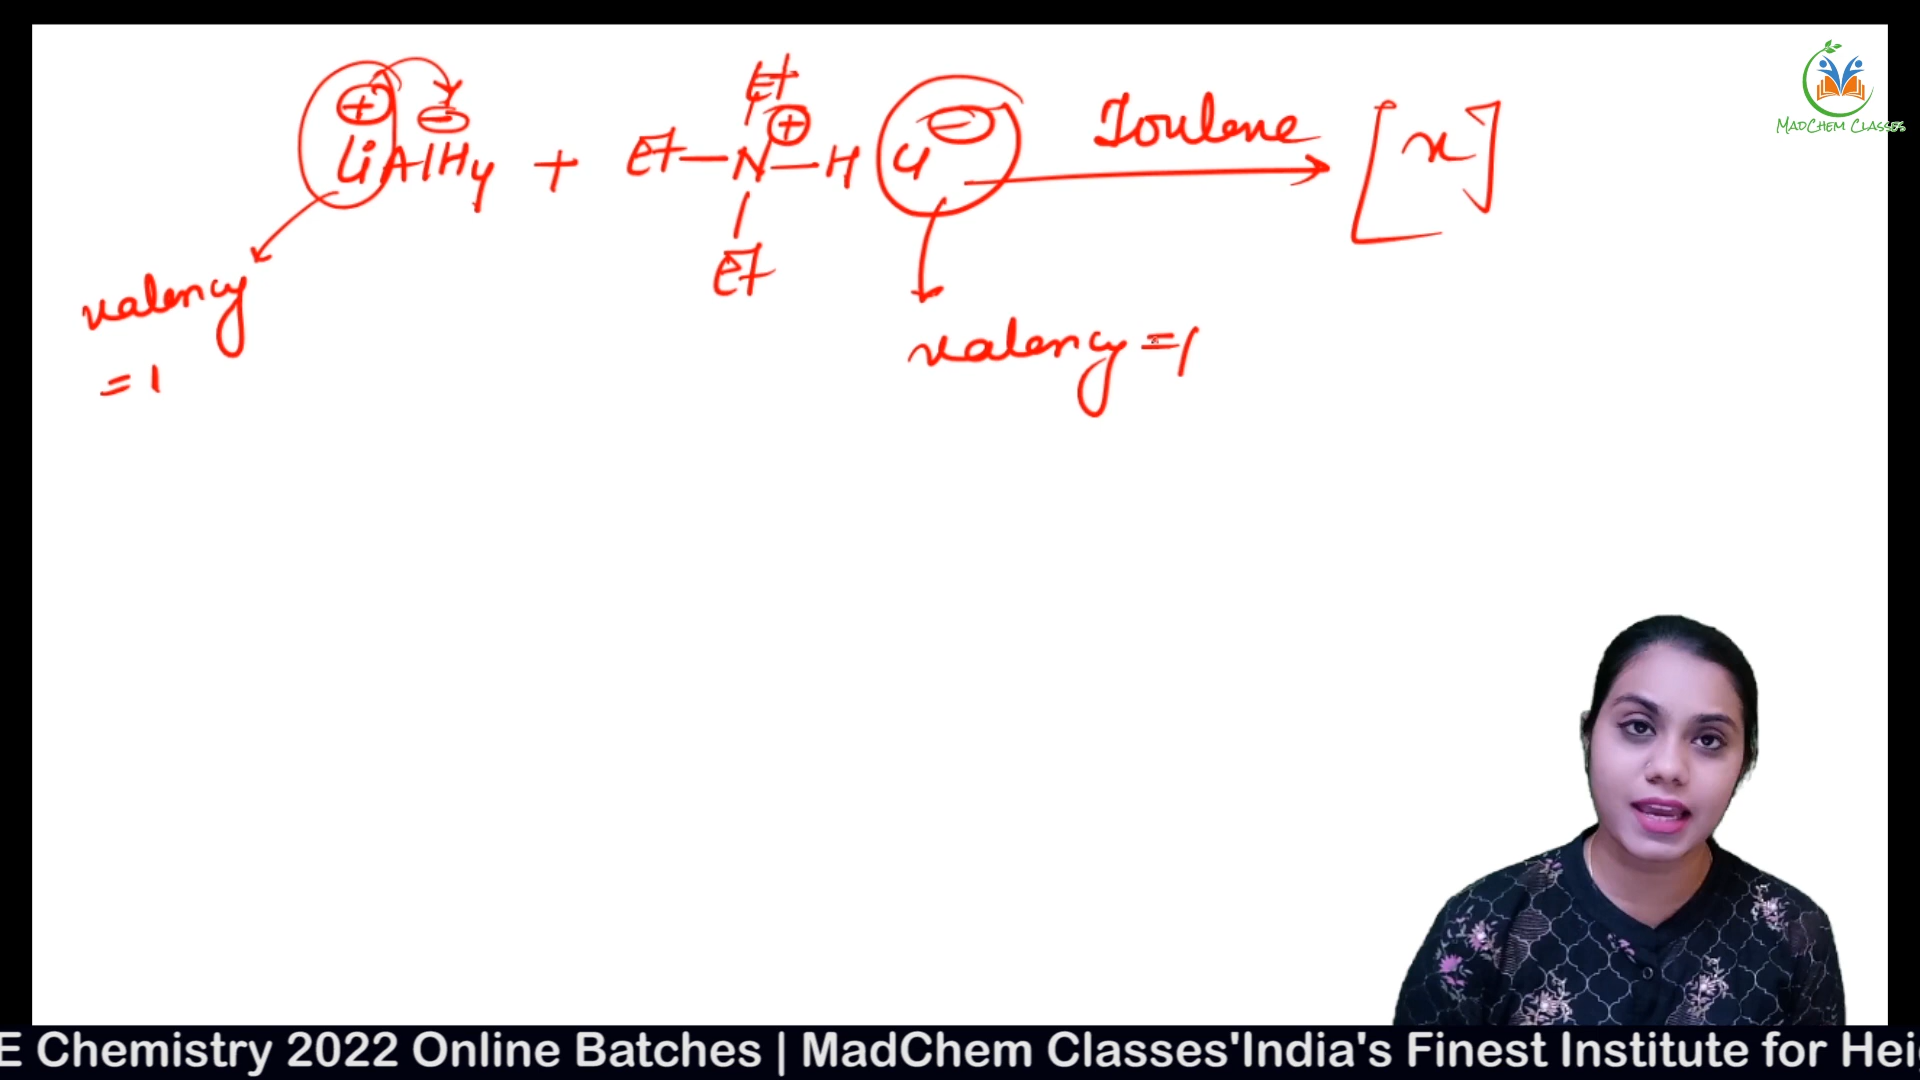 Et
⊕ ⊖ ⊕ ⊖
LiAlH4 + Et—N—H Cl Toulene [x]
Et
valency
= 1
valency = 1
MADCHEM CLASSES
E Chemistry 2022 Online Batches | MadChem Classes'India's Finest Institute for Hei